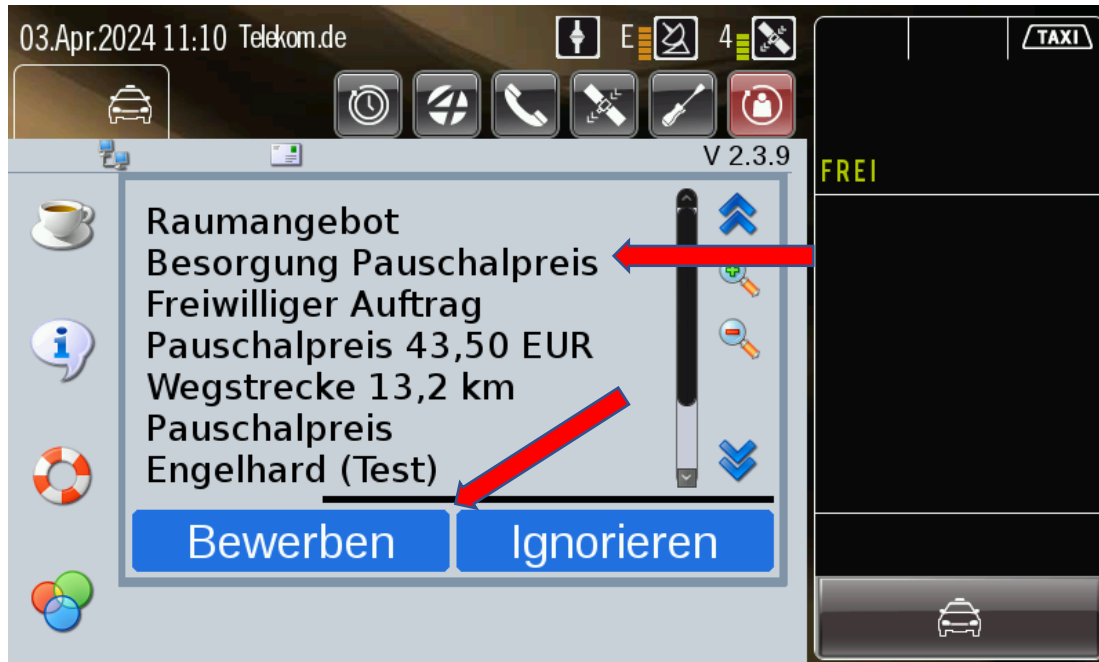 03.Apr.2024 11:10 Telekom.de
E
4
TAXI
V 2.3.9
FREI
Raumangebot
Besorgung Pauschalpreis
Freiwilliger Auftrag
Pauschalpreis 43,50 EUR
Wegstrecke 13,2 km
Pauschalpreis
Engelhard (Test)
Bewerben
Ignorieren